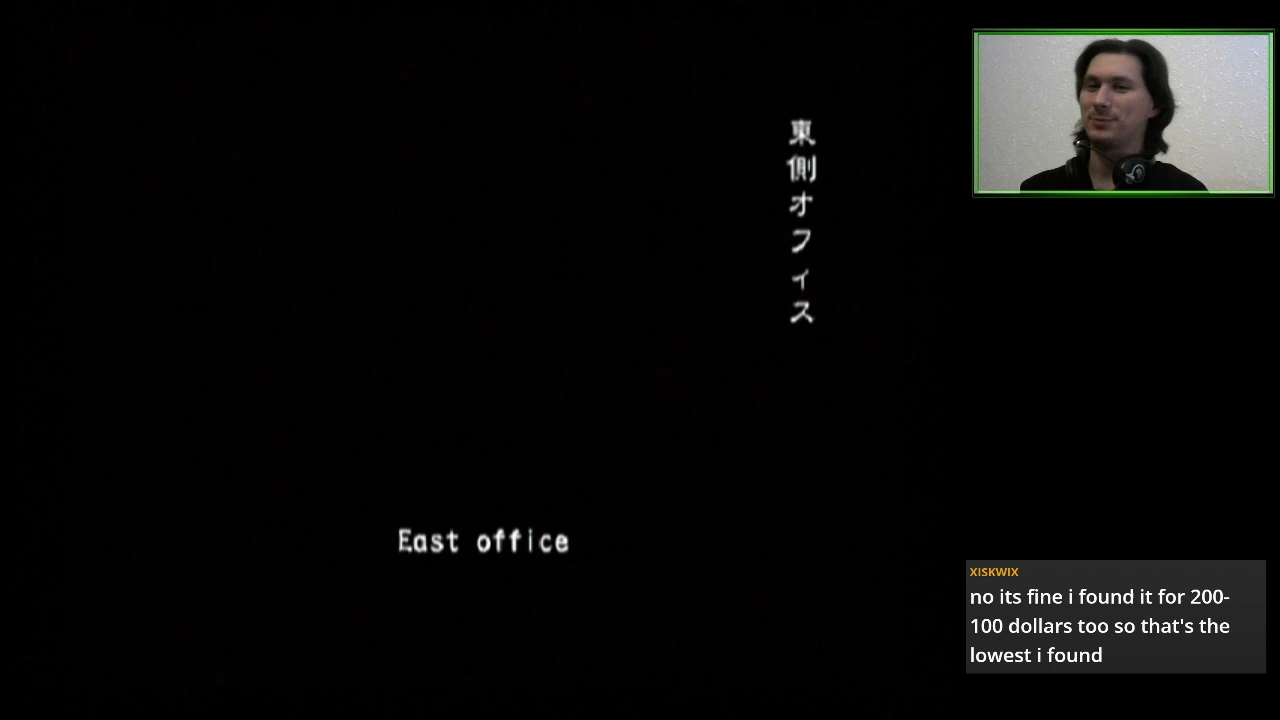 東側オフィス
East office
XISKWIX
no its fine i found it for 200-
100 dollars too so that's the
lowest i found